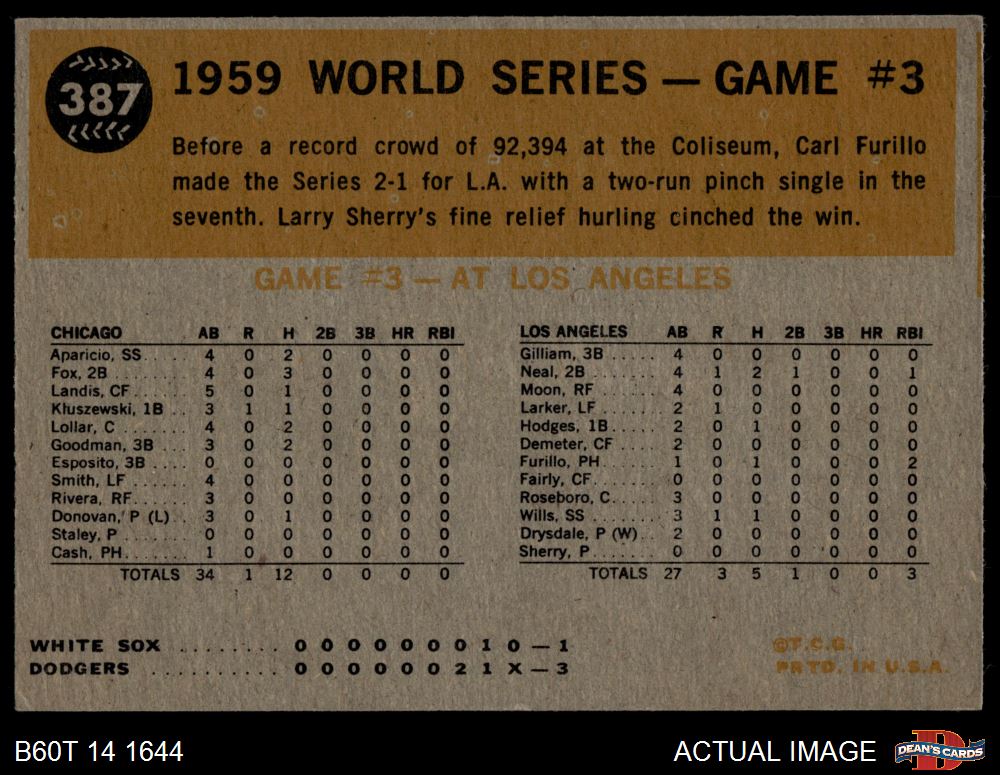 387
1959 WORLD SERIES — GAME #3
Before a record crowd of 92,394 at the Coliseum, Carl Furillo
made the Series 2-1 for L.A. with a two-run pinch single in the
seventh. Larry Sherry's fine relief hurling cinched the win.
GAME #3 — AT LOS ANGELES
CHICAGO AB R H 2B 3B HR RBI
Aparicio, SS..... 4 0 2 0 0 0 0
Fox, 2B ........ 4 0 3 0 0 0 0
Landis, CF...... 5 0 1 0 0 0 0
Kluszewski, 1B .. 3 1 1 0 0 0 0
Lollar, C ....... 4 0 2 0 0 0 0
Goodman, 3B .... 3 0 2 0 0 0 0
Esposito, 3B .... 0 0 0 0 0 0 0
Smith, LF ....... 4 0 0 0 0 0 0
Rivera, RF...... 3 0 0 0 0 0 0
Donovan, P (L).. 3 0 1 0 0 0 0
Staley, P ....... 0 0 0 0 0 0 0
Cash, PH....... 1 0 0 0 0 0 0
TOTALS 34 1 12 0 0 0 0
LOS ANGELES AB R H 2B 3B HR RBI
Gilliam, 3B ..... 4 0 0 0 0 0 0
Neal, 2B ....... 4 1 2 1 0 0 1
Moon, RF ...... 4 0 0 0 0 0 0
Larker, LF ..... 2 1 0 0 0 0 0
Hodges, 1B..... 2 0 1 0 0 0 0
Demeter, CF .... 2 0 0 0 0 0 0
Furillo, PH...... 1 0 1 0 0 0 2
Fairly, CF....... 0 0 0 0 0 0 0
Roseboro, C..... 3 0 0 0 0 0 0
Wills, SS ....... 3 1 1 0 0 0 0
Drysdale, P (W).. 2 0 0 0 0 0 0
Sherry, P....... 0 0 0 0 0 0 0
TOTALS 27 3 5 1 0 0 3
WHITE SOX ......... 0 0 0 0 0 0 0 1 0 — 1
DODGERS .......... 0 0 0 0 0 0 2 1 X — 3
©T.C.G.
PRTD. IN U.S.A.
B60T 14 1644
ACTUAL IMAGE
D
DEAN'S CARDS